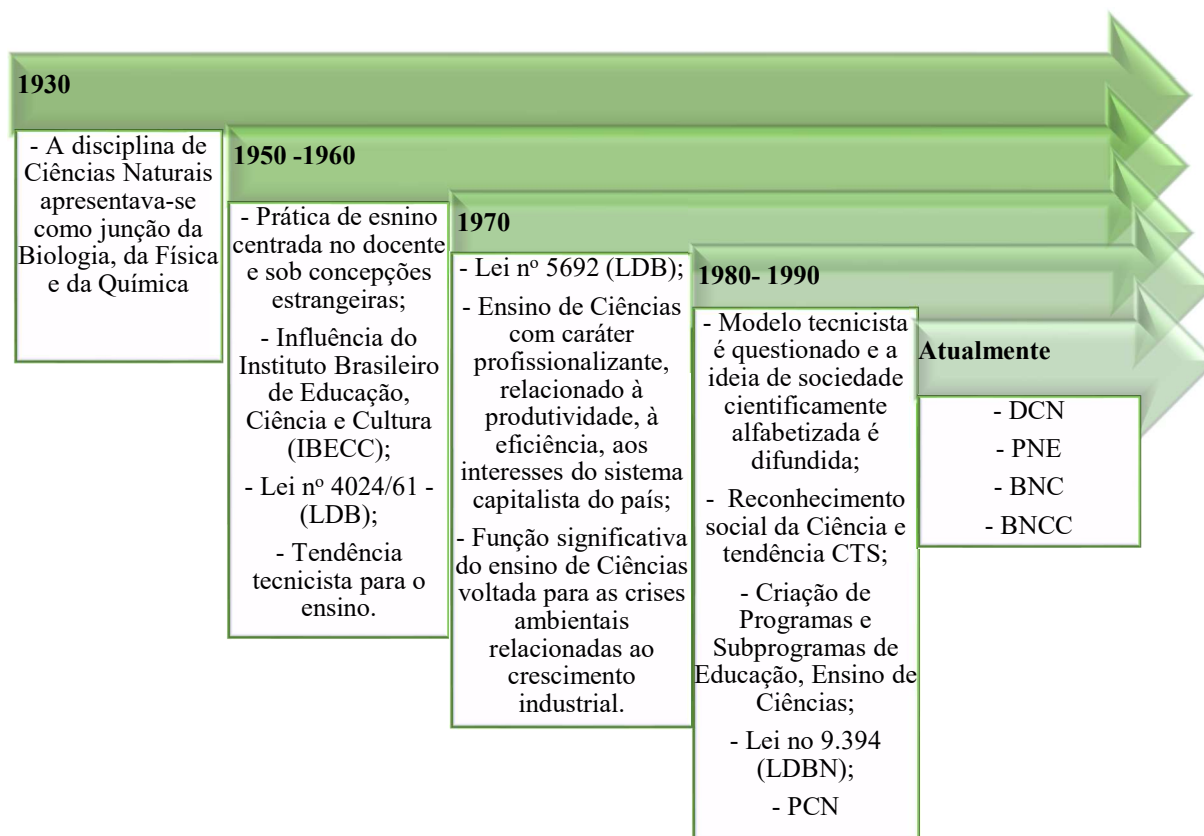 1930
- A disciplina de
Ciências Naturais
apresentava-se
como junção da
Biologia, da Física
e da Química
1950 -1960
- Prática de esnino
centrada no docente
e sob concepções
estrangeiras;
- Influência do
Instituto Brasileiro
de Educação,
Ciência e Cultura
(IBECC);
- Lei nº 4024/61 -
(LDB);
- Tendência
tecnicista para o
ensino.
1970
- Lei nº 5692 (LDB);
- Ensino de Ciências
com caráter
profissionalizante,
relacionado à
produtividade, à
eficiência, aos
interesses do sistema
capitalista do país;
- Função significativa
do ensino de Ciências
voltada para as crises
ambientais
relacionadas ao
crescimento
industrial.
1980- 1990
- Modelo tecnicista
é questionado e a
ideia de sociedade
cientificamente
alfabetizada é
difundida;
- Reconhecimento
social da Ciência e
tendência CTS;
- Criação de
Programas e
Subprogramas de
Educação, Ensino de
Ciências;
- Lei no 9.394
(LDBN);
- PCN
Atualmente
- DCN
- PNE
- BNC
- BNCC